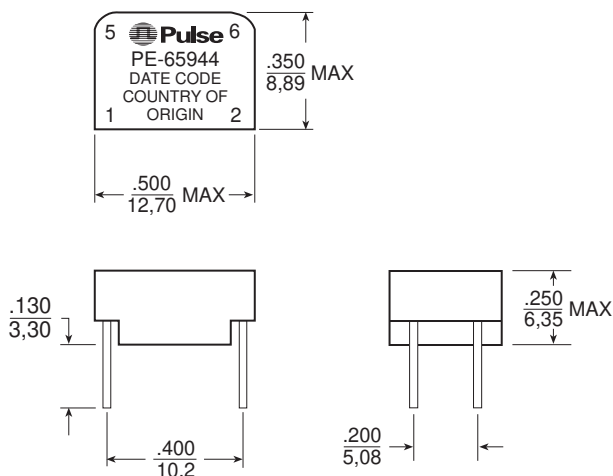 5 Pulse 6
PE-65944
DATE CODE
COUNTRY OF
1 ORIGIN 2
.350
8,89 MAX
.500
12,70 MAX
.130
3,30
.250
6,35 MAX
.400
10,2
.200
5,08